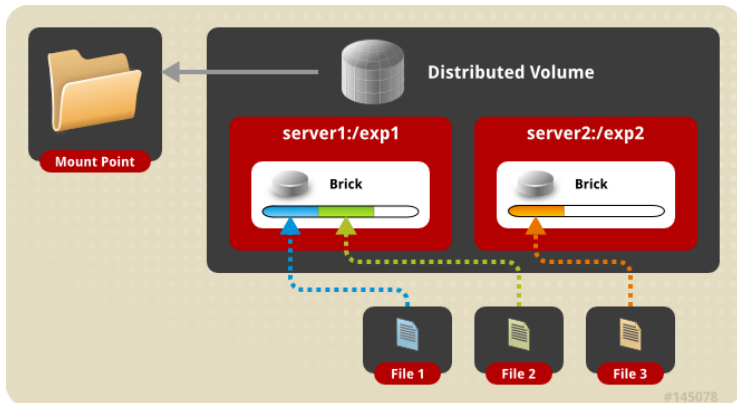 Distributed Volume
Mount Point
server1:/exp1
server2:/exp2
Brick
Brick
File 1
File 2
File 3
#145078